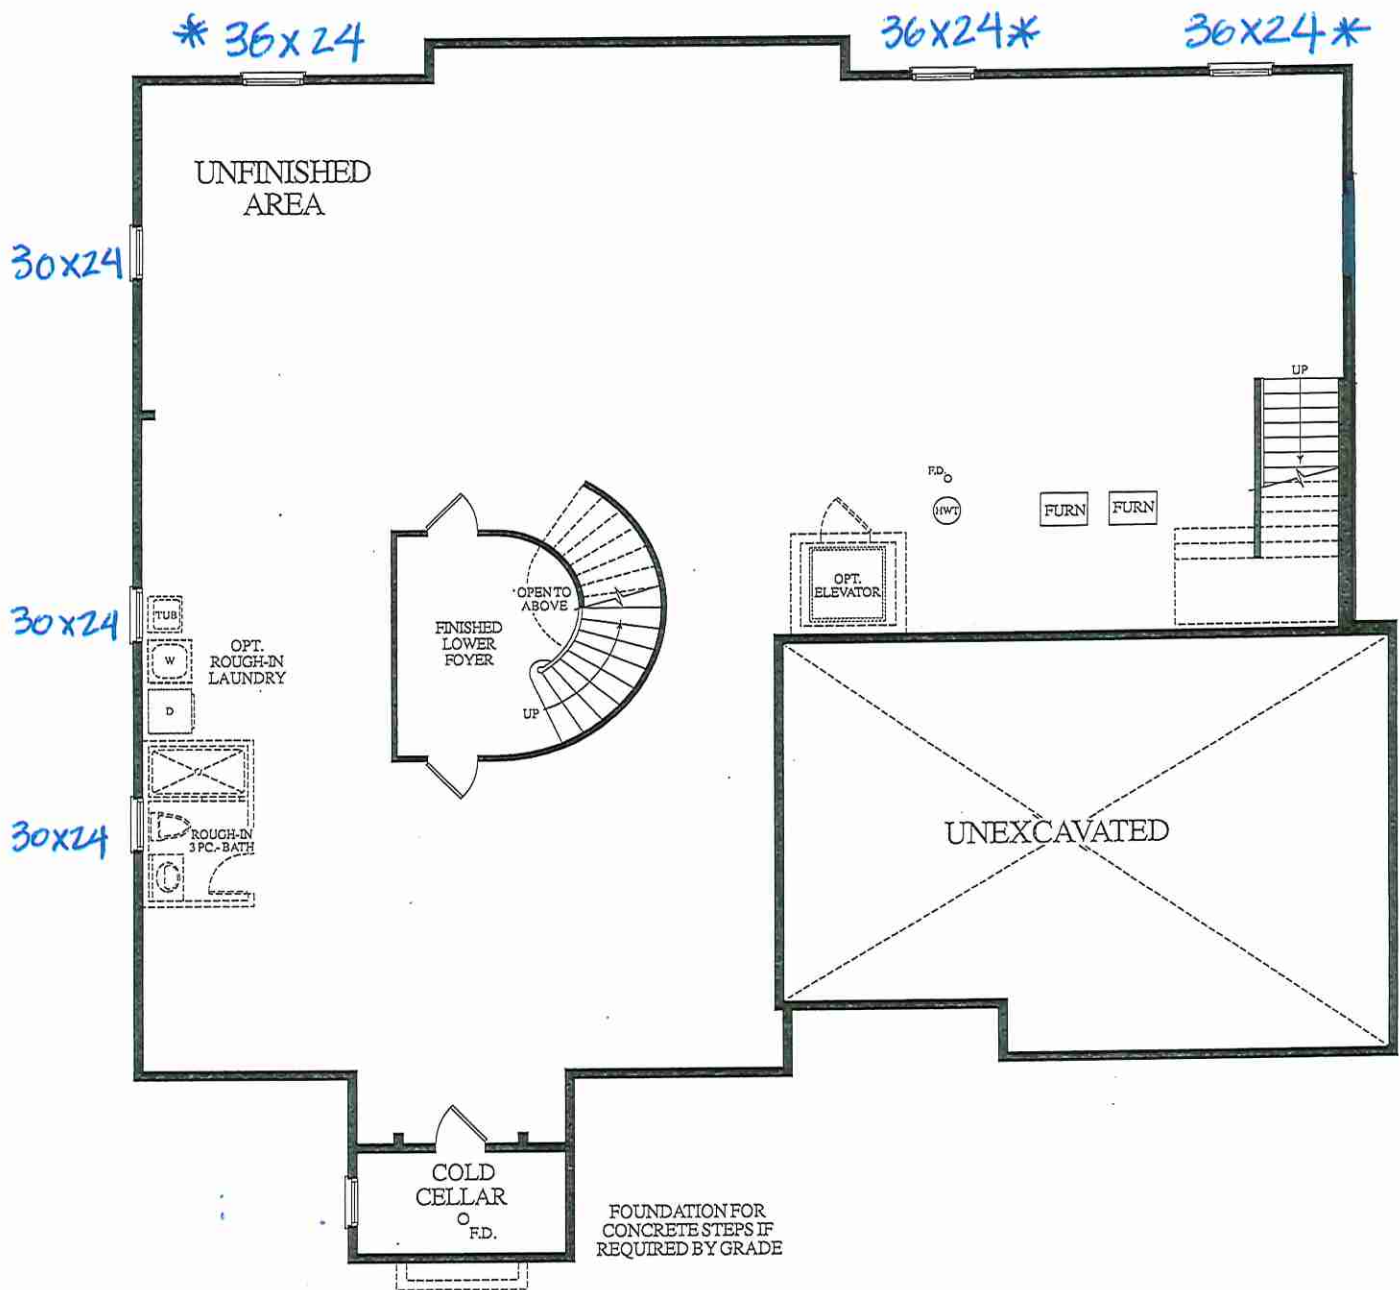 * 36x24
36x24*
36x24*
UNFINISHED
AREA
30x24
UP
F.D.
HWT
FURN
FURN
OPT.
ELEVATOR
OPEN TO
ABOVE
FINISHED
LOWER
FOYER
UP
30x24
TUB
W
D
OPT.
ROUGH-IN
LAUNDRY
30x24
ROUGH-IN
3 PC.- BATH
UNEXCAVATED
COLD
CELLAR
F.D.
FOUNDATION FOR
CONCRETE STEPS IF
REQUIRED BY GRADE